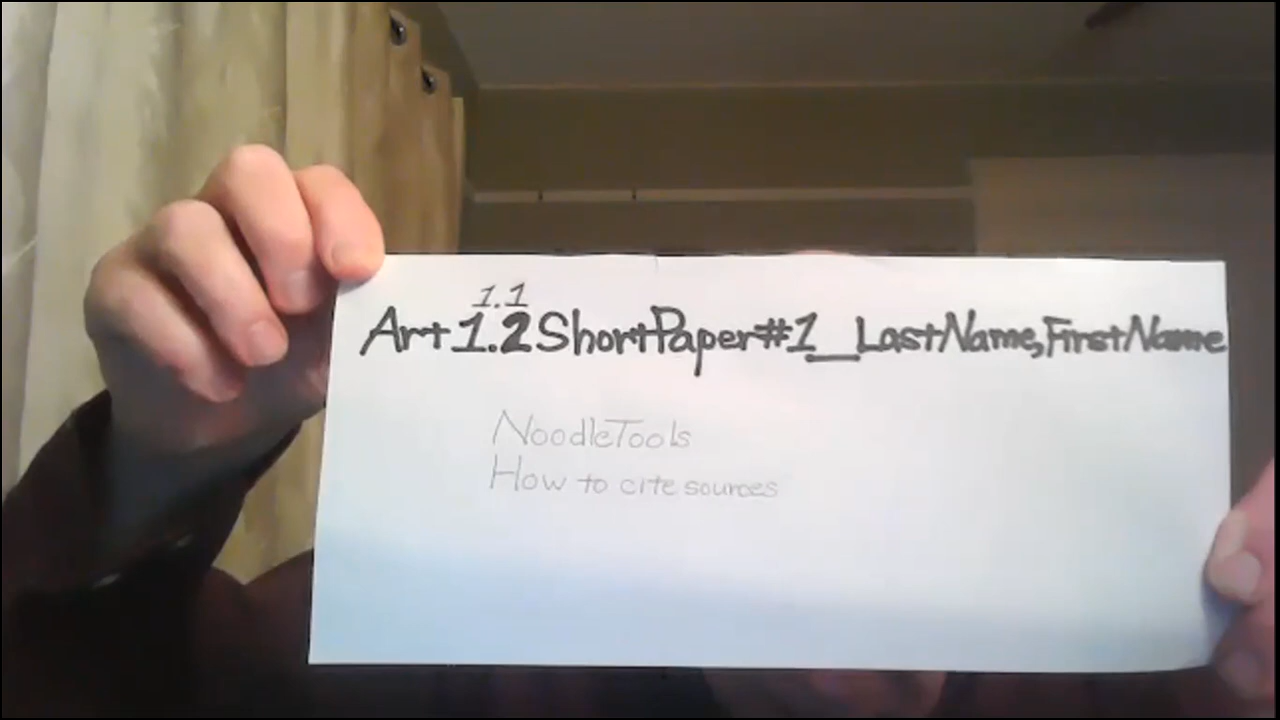 1.1
Art 1.2 ShortPaper#1_LastName,FirstName
NoodleTools
How to cite sources